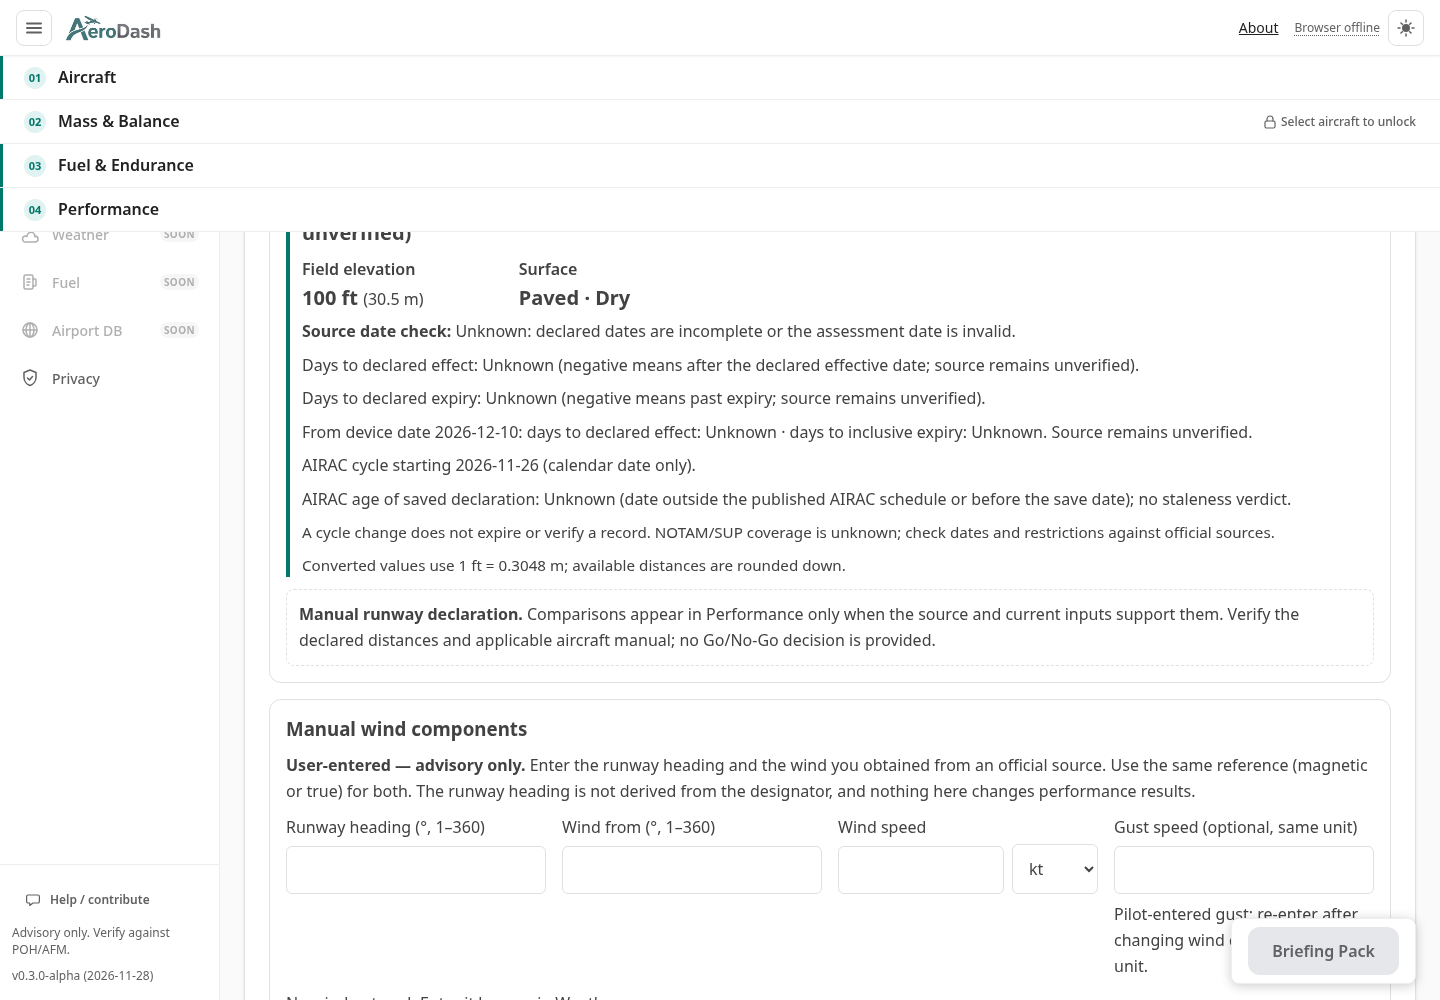 AeroDash
About
Browser offline
01 Aircraft
02 Mass & Balance
Select aircraft to unlock
03 Fuel & Endurance
04 Performance
Weather SOON
Fuel SOON
Airport DB SOON
Privacy
Help / contribute
Advisory only. Verify against
POH/AFM.
v0.3.0-alpha (2026-11-28)
unverified)
Field elevation Surface
100 ft (30.5 m) Paved · Dry
Source date check: Unknown: declared dates are incomplete or the assessment date is invalid.
Days to declared effect: Unknown (negative means after the declared effective date; source remains unverified).
Days to declared expiry: Unknown (negative means past expiry; source remains unverified).
From device date 2026-12-10: days to declared effect: Unknown · days to inclusive expiry: Unknown. Source remains unverified.
AIRAC cycle starting 2026-11-26 (calendar date only).
AIRAC age of saved declaration: Unknown (date outside the published AIRAC schedule or before the save date); no staleness verdict.
A cycle change does not expire or verify a record. NOTAM/SUP coverage is unknown; check dates and restrictions against official sources.
Converted values use 1 ft = 0.3048 m; available distances are rounded down.
Manual runway declaration. Comparisons appear in Performance only when the source and current inputs support them. Verify the
declared distances and applicable aircraft manual; no Go/No-Go decision is provided.
Manual wind components
User-entered — advisory only. Enter the runway heading and the wind you obtained from an official source. Use the same reference (magnetic
or true) for both. The runway heading is not derived from the designator, and nothing here changes performance results.
Runway heading (°, 1–360) Wind from (°, 1–360) Wind speed Gust speed (optional, same unit)
kt
Pilot-entered gust: re-enter after
changing wind
unit.
Briefing Pack